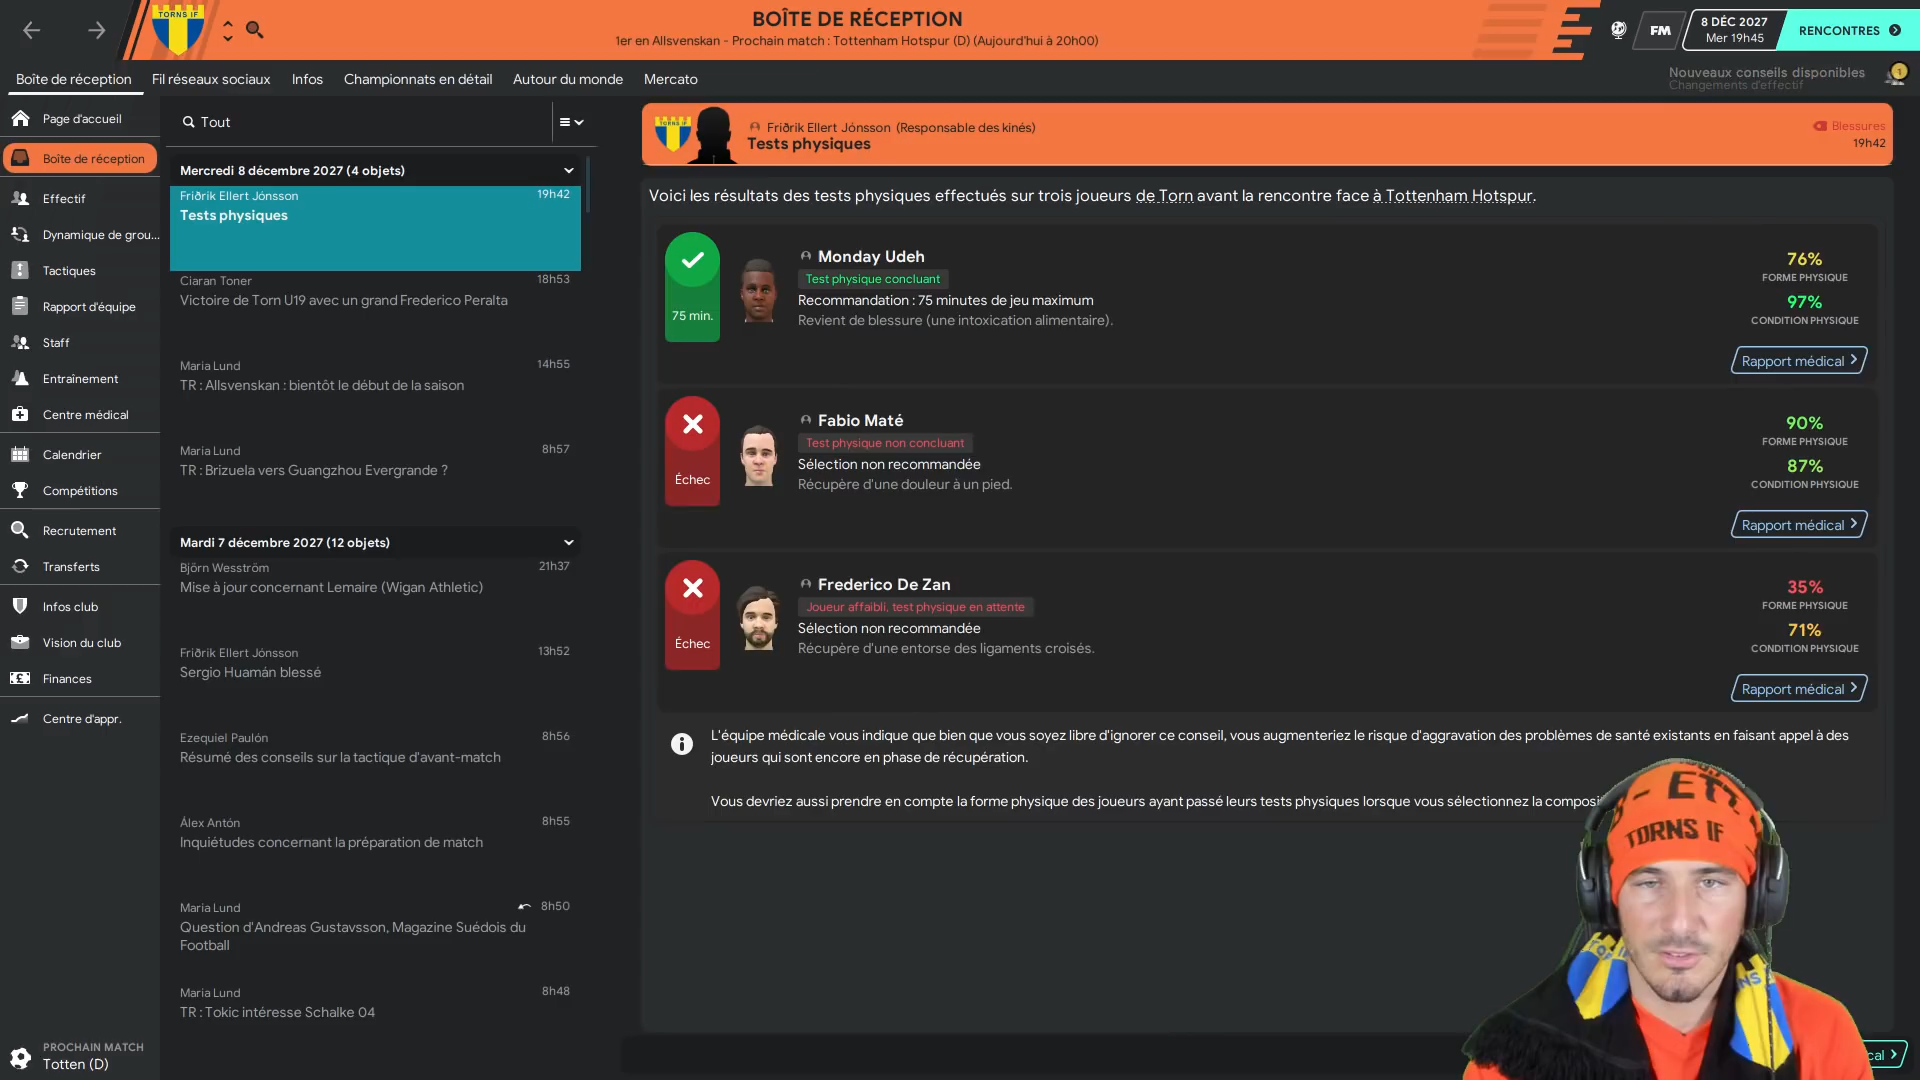 TORNS IF
BOÎTE DE RÉCEPTION
1er en Allsvenskan - Prochain match : Tottenham Hotspur (D) (Aujourd'hui à 20h00)
FM
8 DÉC 2027
Mer 19h45
RENCONTRES
Boîte de réception
Fil réseaux sociaux
Infos
Championnats en détail
Autour du monde
Mercato
Nouveaux conseils disponibles
Changements d'effectif
1
Page d'accueil
Boîte de réception
Effectif
Dynamique de grou...
Tactiques
Rapport d'équipe
Staff
Entraînement
Centre médical
Calendrier
Compétitions
Recrutement
Transferts
Infos club
Vision du club
Finances
Centre d'appr.
PROCHAIN MATCH
Totten (D)
Tout
Mercredi 8 décembre 2027 (4 objets)
Friðrik Ellert Jónsson 19h42
Tests physiques
Ciaran Toner 18h53
Victoire de Torn U19 avec un grand Frederico Peralta
Maria Lund 14h55
TR : Allsvenskan : bientôt le début de la saison
Maria Lund 8h57
TR : Brizuela vers Guangzhou Evergrande ?
Mardi 7 décembre 2027 (12 objets)
Björn Wesström 21h37
Mise à jour concernant Lemaire (Wigan Athletic)
Friðrik Ellert Jónsson 13h52
Sergio Huamán blessé
Ezequiel Paulón 8h56
Résumé des conseils sur la tactique d'avant-match
Álex Antón 8h55
Inquiétudes concernant la préparation de match
Maria Lund 8h50
Question d'Andreas Gustavsson, Magazine Suédois du
Football
Maria Lund 8h48
TR : Tokic intéresse Schalke 04
TORNS IF
Friðrik Ellert Jónsson (Responsable des kinés)
Tests physiques
Blessures
19h42
Voici les résultats des tests physiques effectués sur trois joueurs de Torn avant la rencontre face à Tottenham Hotspur.
75 min.
Monday Udeh
Test physique concluant
Recommandation : 75 minutes de jeu maximum
Revient de blessure (une intoxication alimentaire).
76%
FORME PHYSIQUE
97%
CONDITION PHYSIQUE
Rapport médical
Échec
Fabio Maté
Test physique non concluant
Sélection non recommandée
Récupère d'une douleur à un pied.
90%
FORME PHYSIQUE
87%
CONDITION PHYSIQUE
Rapport médical
Échec
Frederico De Zan
Joueur affaibli, test physique en attente
Sélection non recommandée
Récupère d'une entorse des ligaments croisés.
35%
FORME PHYSIQUE
71%
CONDITION PHYSIQUE
Rapport médical
L'équipe médicale vous indique que bien que vous soyez libre d'ignorer ce conseil, vous augmenteriez le risque d'aggravation des problèmes de santé existants en faisant appel à des
joueurs qui sont encore en phase de récupération.
Vous devriez aussi prendre en compte la forme physique des joueurs ayant passé leurs tests physiques lorsque vous sélectionnez la composi
TORNS IF
cal